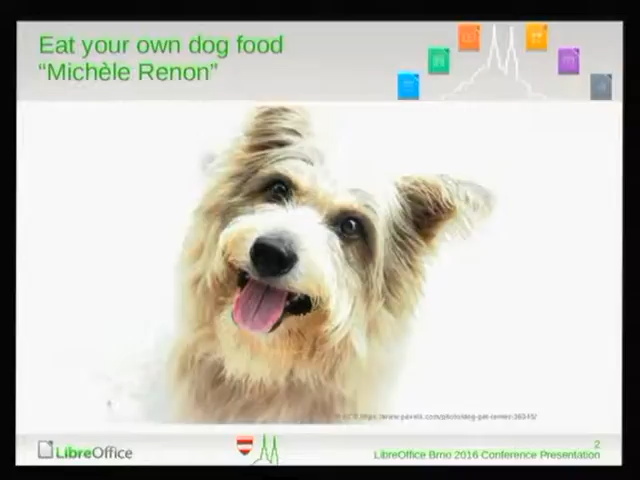 Eat your own dog food
“Michèle Renon”
LibreOffice
2
LibreOffice Brno 2016 Conference Presentation